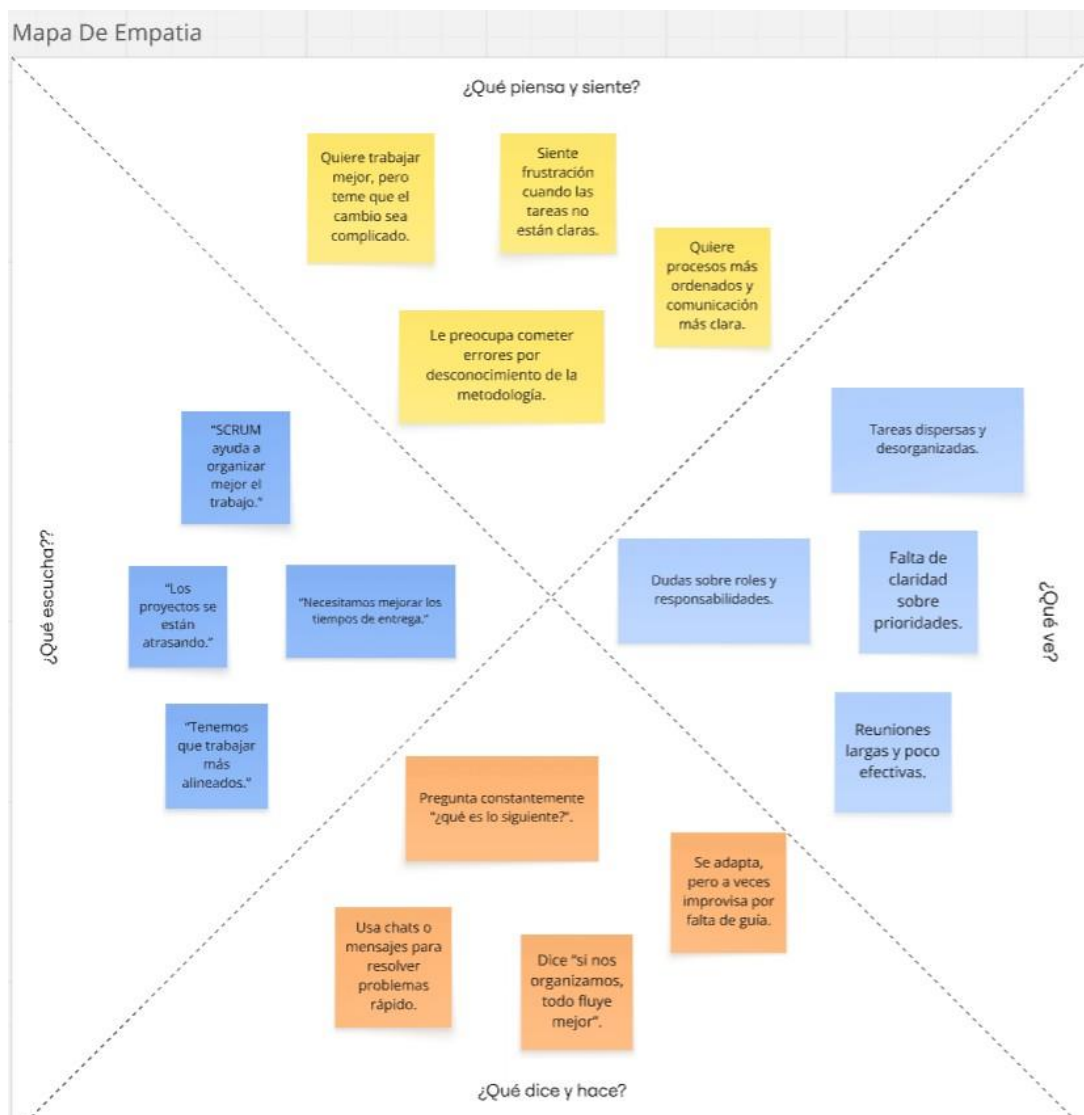 Mapa De Empatia
¿Qué piensa y siente?
Quiere trabajar
mejor, pero
teme que el
cambio sea
complicado.
Siente
frustración
cuando las
tareas no
están claras.
Quiere
procesos más
ordenados y
comunicación
más clara.
Le preocupa cometer
errores por
desconocimiento de la
metodología.
¿Qué escucha??
"SCRUM
ayuda a
organizar
mejor el
trabajo."
"Los
proyectos se
están
atrasando."
"Necesitamos mejorar los
tiempos de entrega."
"Tenemos
que trabajar
más
alineados."
¿Qué ve?
Tareas dispersas y
desorganizadas.
Dudas sobre roles y
responsabilidades.
Falta de
claridad
sobre
prioridades.
Reuniones
largas y poco
efectivas.
Pregunta constantemente
"¿qué es lo siguiente?".
Se adapta,
pero a veces
improvisa por
falta de guía.
Usa chats o
mensajes para
resolver
problemas
rápido.
Dice "si nos
organizamos,
todo fluye
mejor".
¿Qué dice y hace?